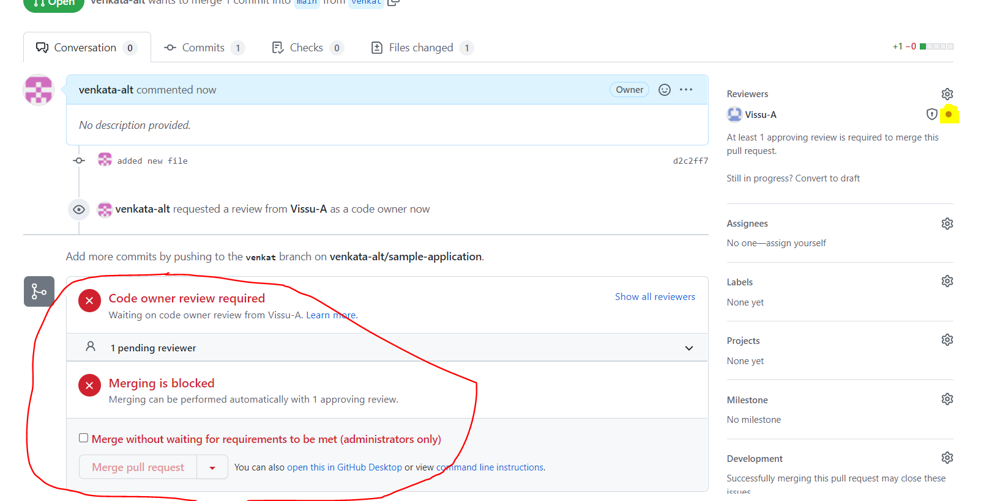 Open venkata-alt wants to merge 1 commit into main from venkat
Conversation 0 Commits 1 Checks 0 Files changed 1 +1 −0
venkata-alt commented now Owner
No description provided.
added new file d2c2ff7
venkata-alt requested a review from Vissu-A as a code owner now
Add more commits by pushing to the venkat branch on venkata-alt/sample-application.
Code owner review required Show all reviewers
Waiting on code owner review from Vissu-A. Learn more.
1 pending reviewer
Merging is blocked
Merging can be performed automatically with 1 approving review.
Merge without waiting for requirements to be met (administrators only)
Merge pull request You can also open this in GitHub Desktop or view command line instructions.
Reviewers
Vissu-A
At least 1 approving review is required to merge this
pull request.
Still in progress? Convert to draft
Assignees
No one—assign yourself
Labels
None yet
Projects
None yet
Milestone
No milestone
Development
Successfully merging this pull request may close these
issues